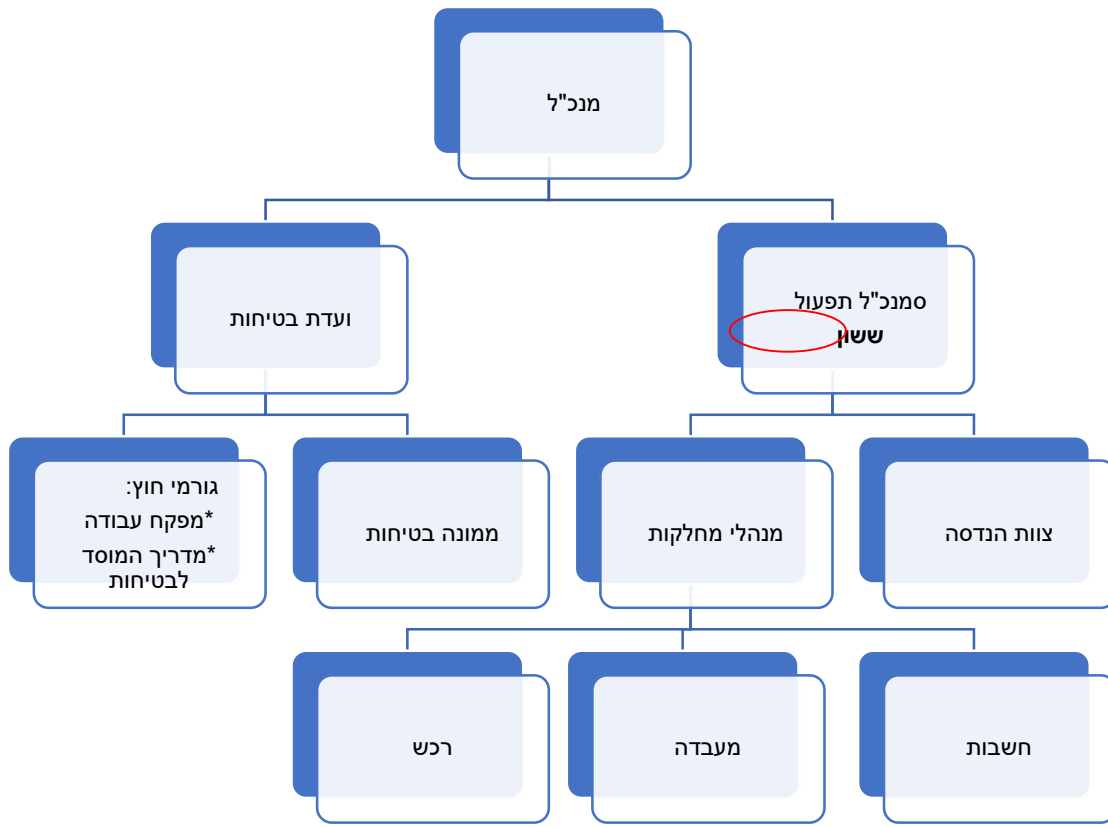 מנכ"ל
סמנכ"ל תפעול
ששון
ועדת בטיחות
צוות הנדסה
מנהלי מחלקות
ממונה בטיחות
גורמי חוץ:
*מפקח עבודה
*מדריך המוסד
לבטיחות
חשבות
מעבדה
רכש